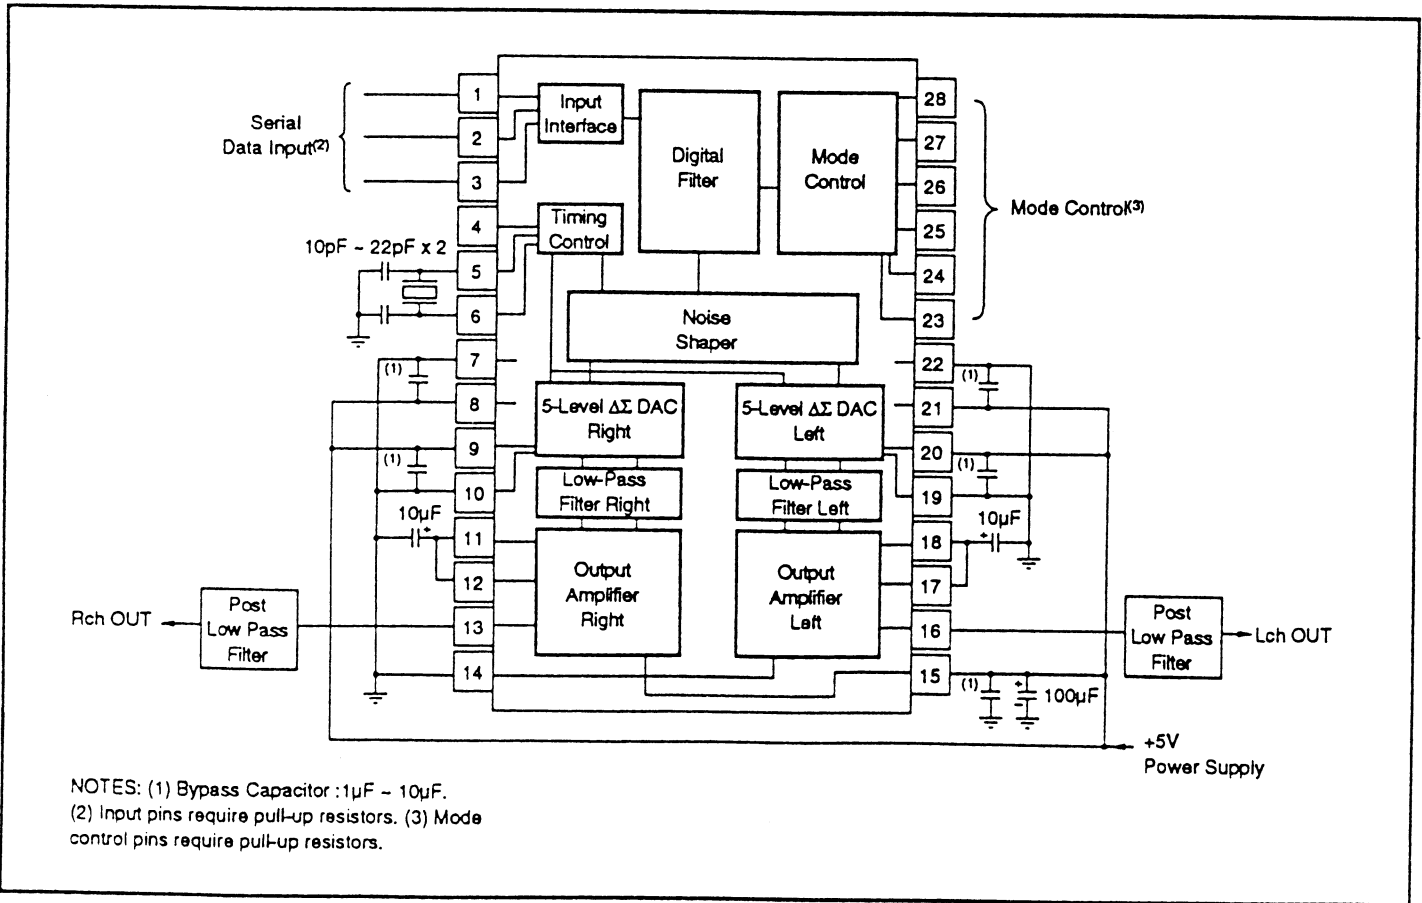 Serial
Data Input(2)
1
2
3
4
5
6
7
8
9
10
11
12
13
14
10pF ~ 22pF x 2
(1)
(1)
10µF
+
Rch OUT
Post
Low Pass
Filter
Input
Interface
Timing
Control
Digital
Filter
Mode
Control
Noise
Shaper
5-Level ΔΣ DAC
Right
5-Level ΔΣ DAC
Left
Low-Pass
Filter Right
Low-Pass
Filter Left
Output
Amplifier
Right
Output
Amplifier
Left
28
27
26
25
24
23
22
21
20
19
18
17
16
15
Mode Control(3)
(1)
(1)
10µF
+
Post
Low Pass
Filter
Lch OUT
(1)
+
−
100µF
+5V
Power Supply
NOTES: (1) Bypass Capacitor :1µF ~ 10µF.
(2) Input pins require pull-up resistors. (3) Mode
control pins require pull-up resistors.